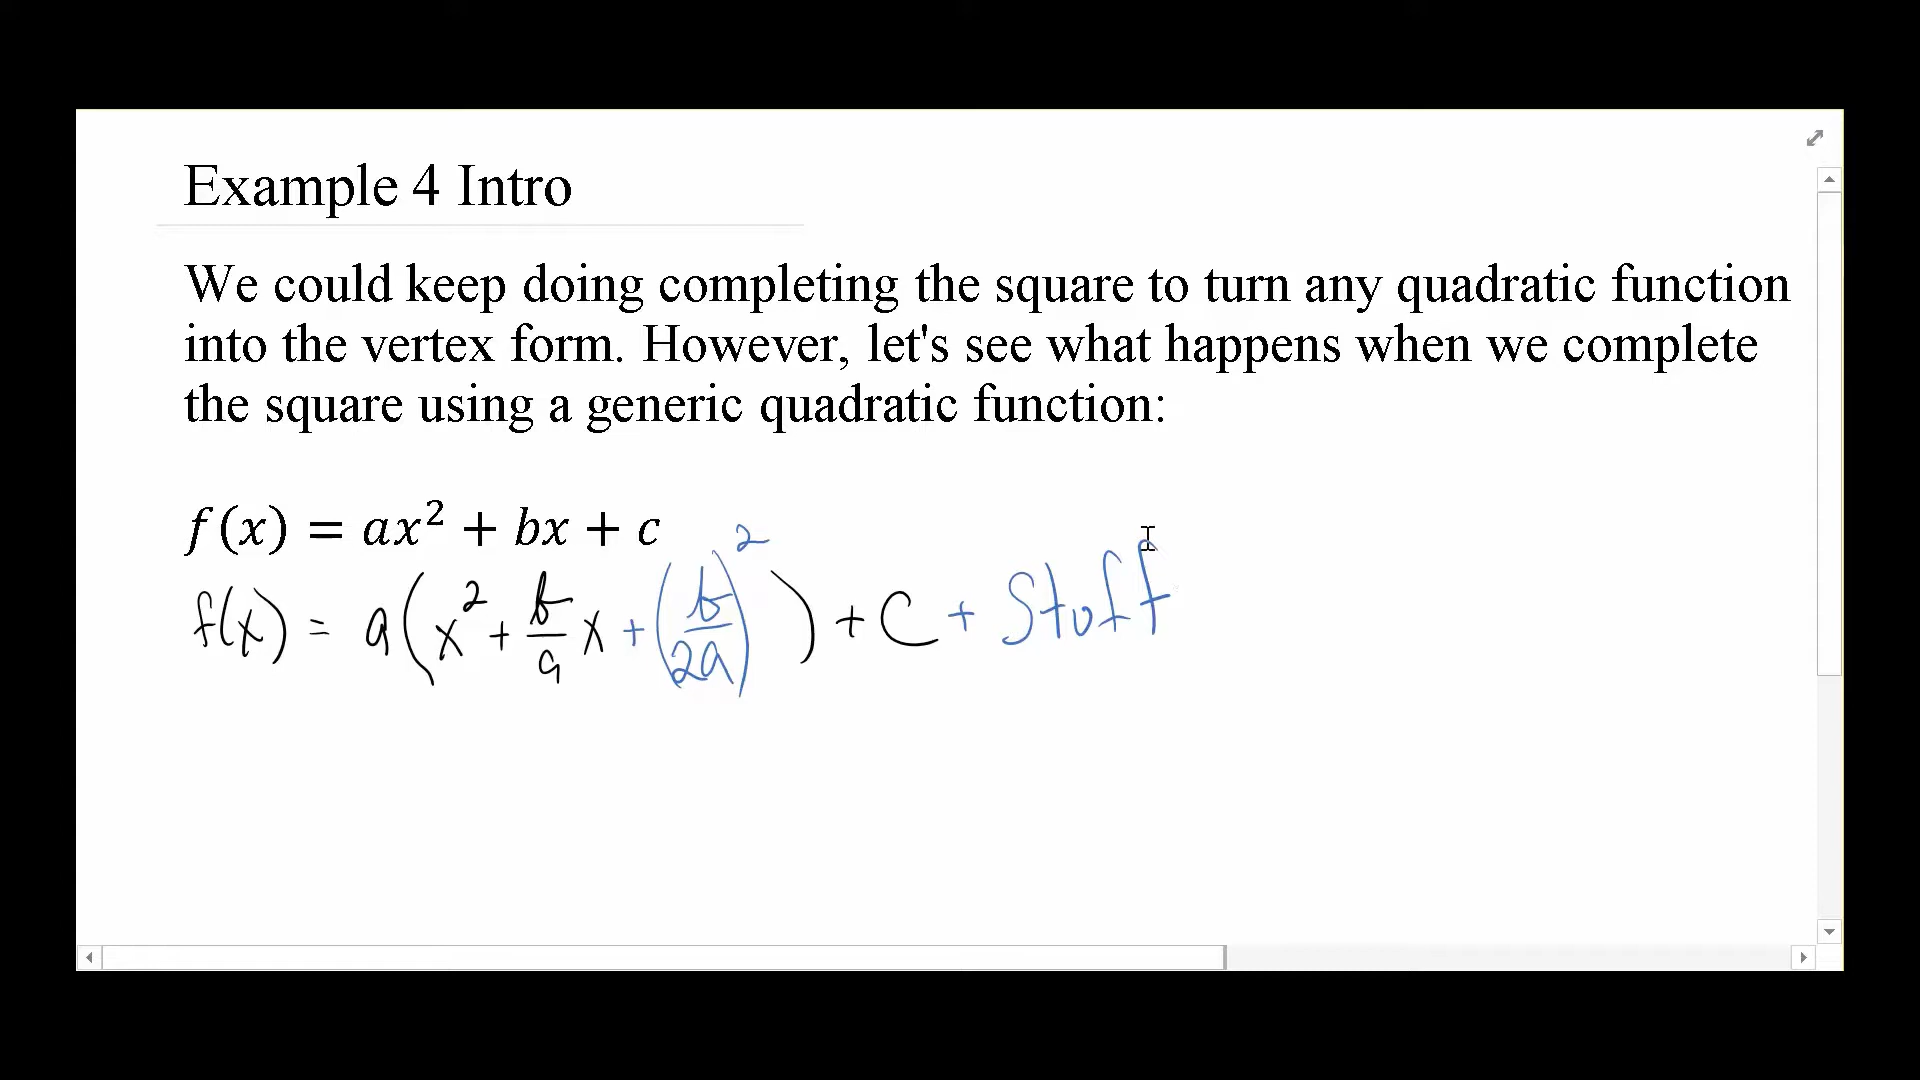 Example 4 Intro
We could keep doing completing the square to turn any quadratic function
into the vertex form. However, let's see what happens when we complete
the square using a generic quadratic function:
f(x) = ax² + bx + c
f(x) = a(x² + b/a x + (b/2a)²) + C + Stuff